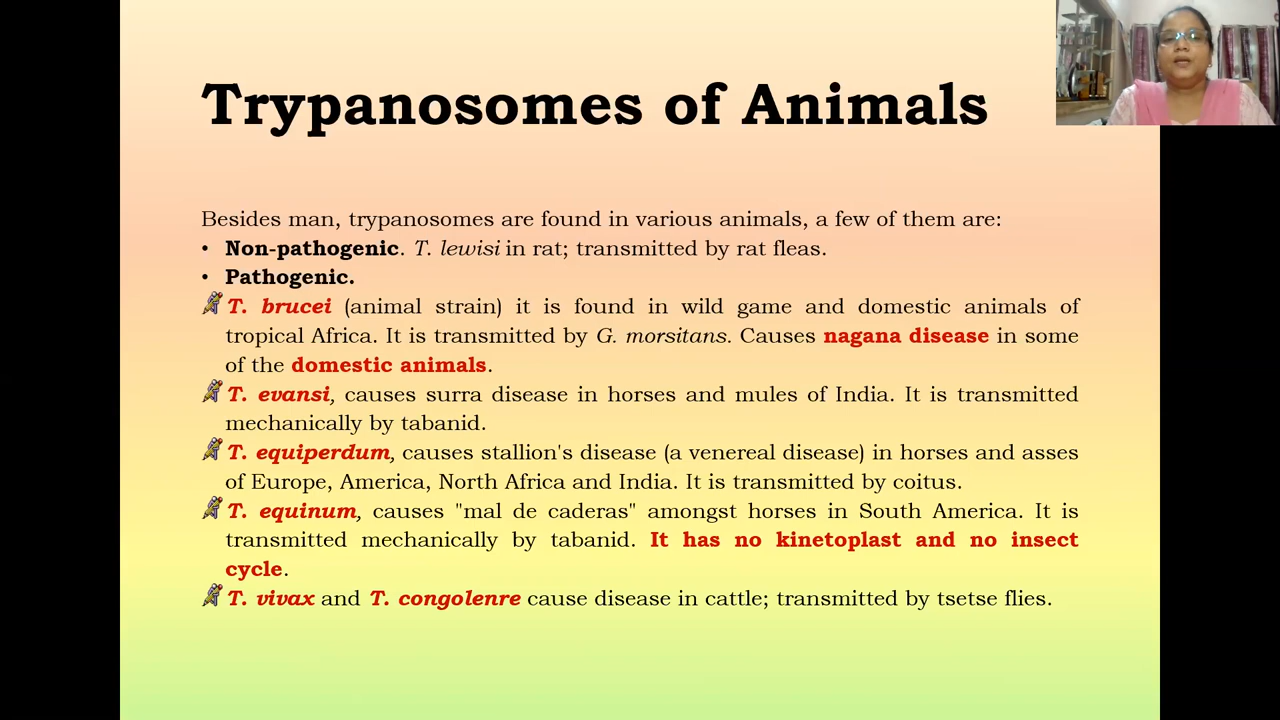 Trypanosomes of Animals
Besides man, trypanosomes are found in various animals, a few of them are:
• Non-pathogenic. T. lewisi in rat; transmitted by rat fleas.
• Pathogenic.
T. brucei (animal strain) it is found in wild game and domestic animals of
tropical Africa. It is transmitted by G. morsitans. Causes nagana disease in some
of the domestic animals.
T. evansi, causes surra disease in horses and mules of India. It is transmitted
mechanically by tabanid.
T. equiperdum, causes stallion's disease (a venereal disease) in horses and asses
of Europe, America, North Africa and India. It is transmitted by coitus.
T. equinum, causes "mal de caderas" amongst horses in South America. It is
transmitted mechanically by tabanid. It has no kinetoplast and no insect
cycle.
T. vivax and T. congolenre cause disease in cattle; transmitted by tsetse flies.